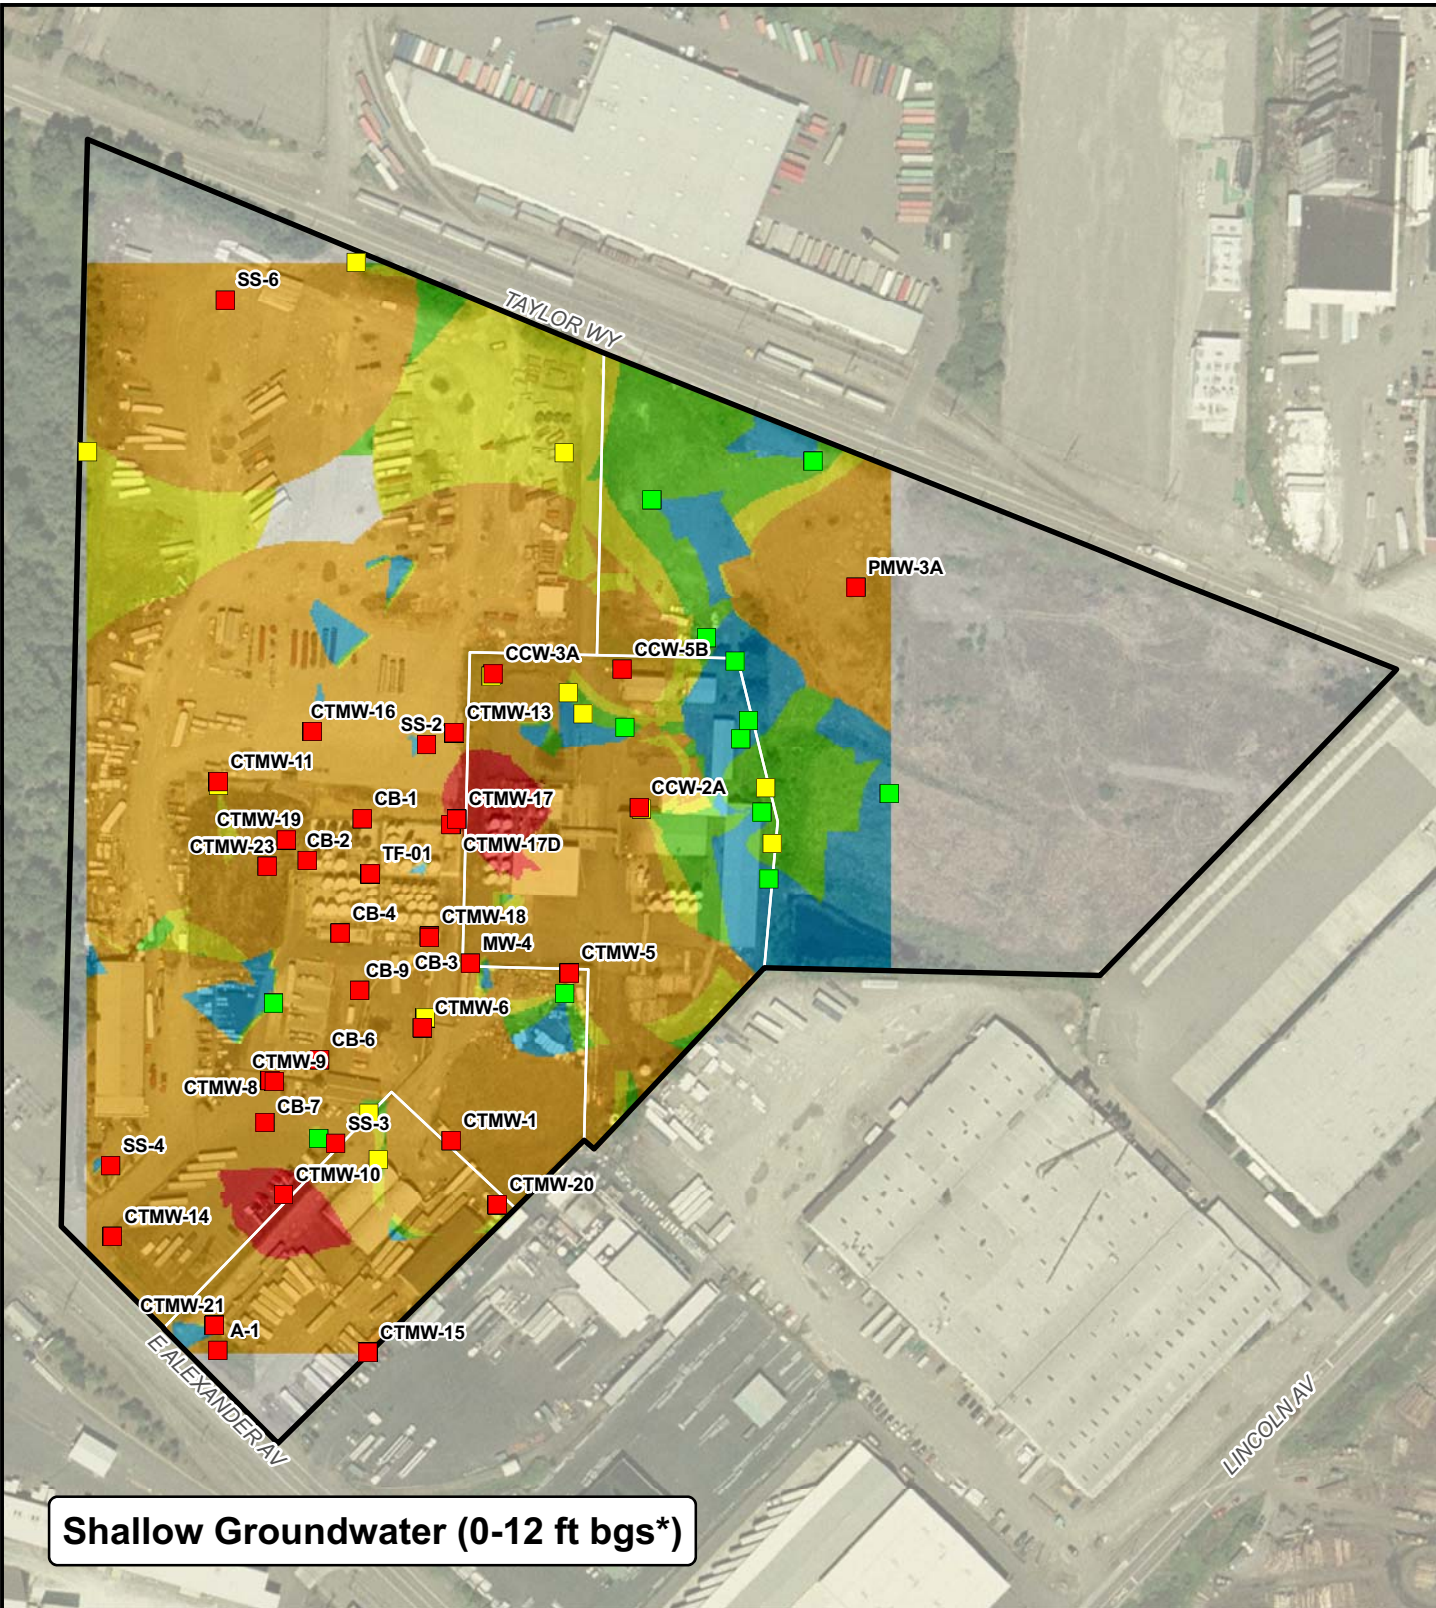 SS-6
TAYLOR WY
PMW-3A
CCW-3A
CCW-5B
CTMW-16
SS-2
CTMW-13
CTMW-11
CCW-2A
CB-1
CTMW-17
CTMW-19
CB-2
CTMW-17D
CTMW-23
TF-01
CB-4
CTMW-18
MW-4
CB-3
CTMW-5
CB-9
CTMW-6
CB-6
CTMW-9
CTMW-8
CB-7
SS-3
CTMW-1
SS-4
CTMW-10
CTMW-20
CTMW-14
CTMW-21
A-1
CTMW-15
E ALEXANDER AV
LINCOLN AV
Shallow Groundwater (0-12 ft bgs*)